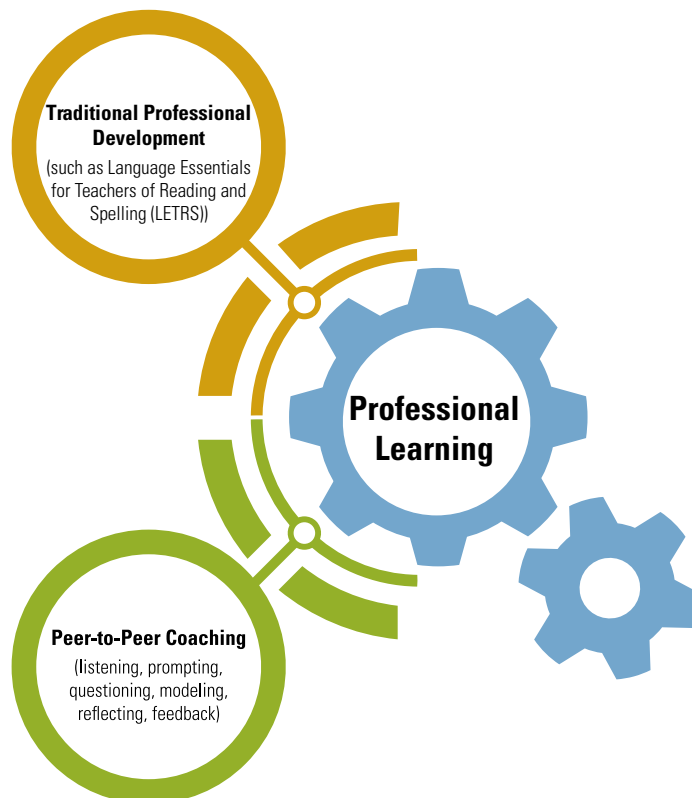 Traditional Professional
Development
(such as Language Essentials
for Teachers of Reading and
Spelling (LETRS))
Professional
Learning
Peer-to-Peer Coaching
(listening, prompting,
questioning, modeling,
reflecting, feedback)